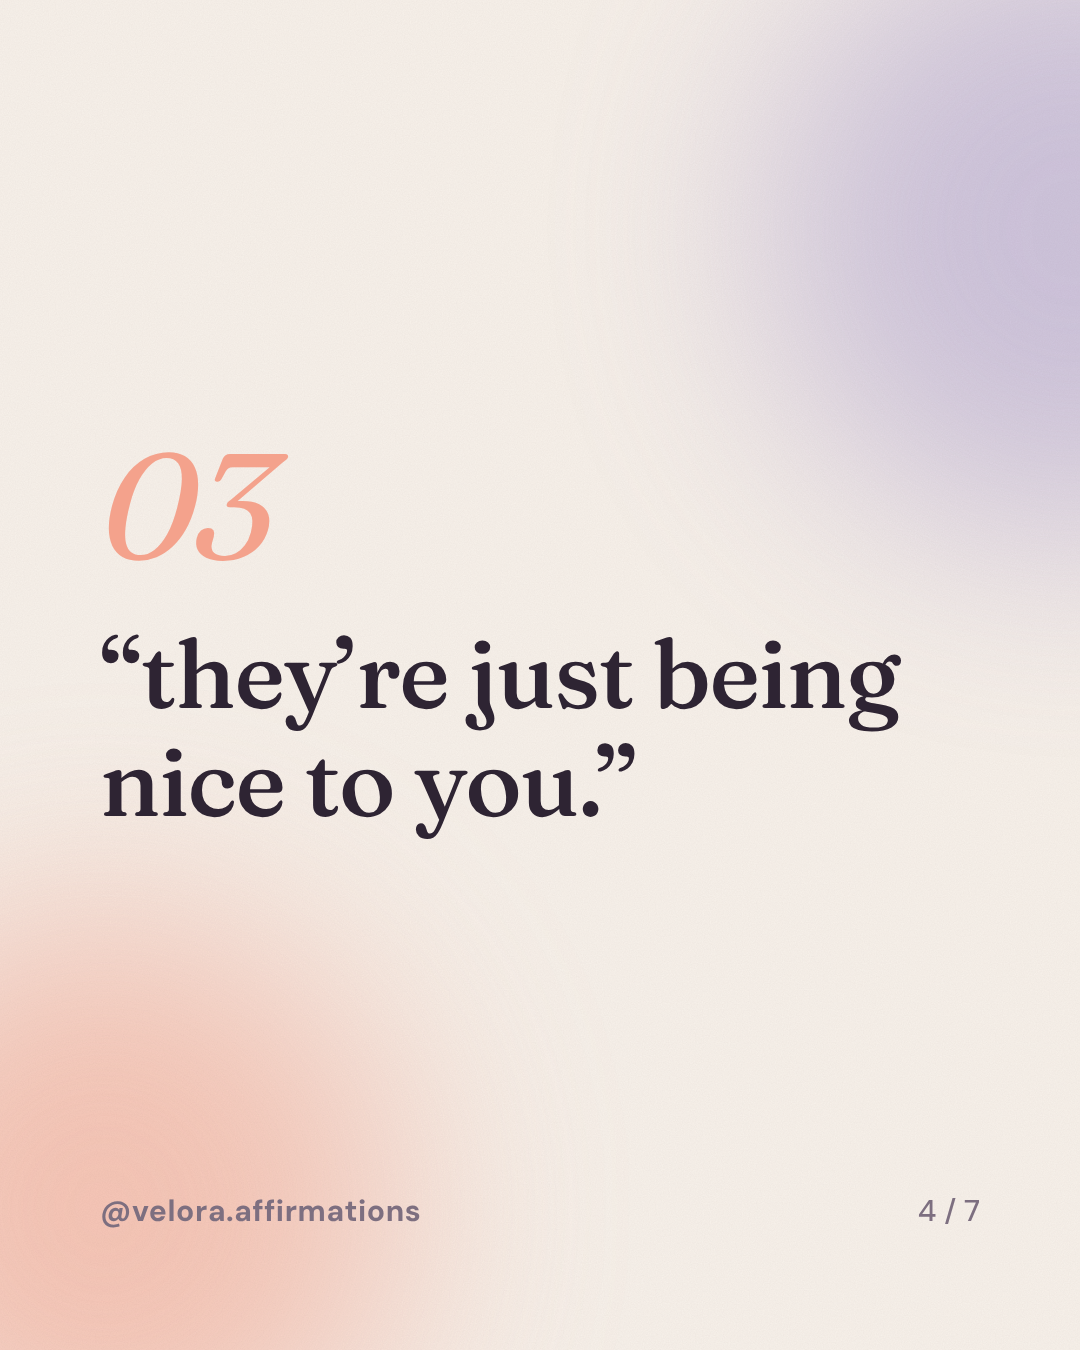 03
“they’re just being
nice to you.”
@velora.affirmations
4 / 7